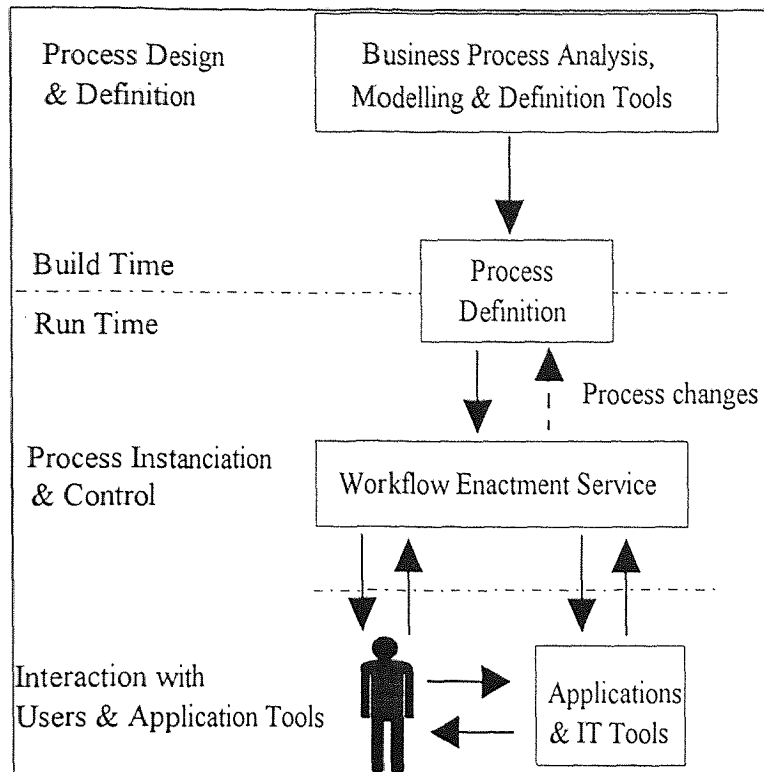 Process Design
& Definition
Business Process Analysis,
Modelling & Definition Tools
Build Time
Process
Definition
Run Time
Process changes
Process Instanciation
& Control
Workflow Enactment Service
Interaction with
Users & Application Tools
Applications
& IT Tools